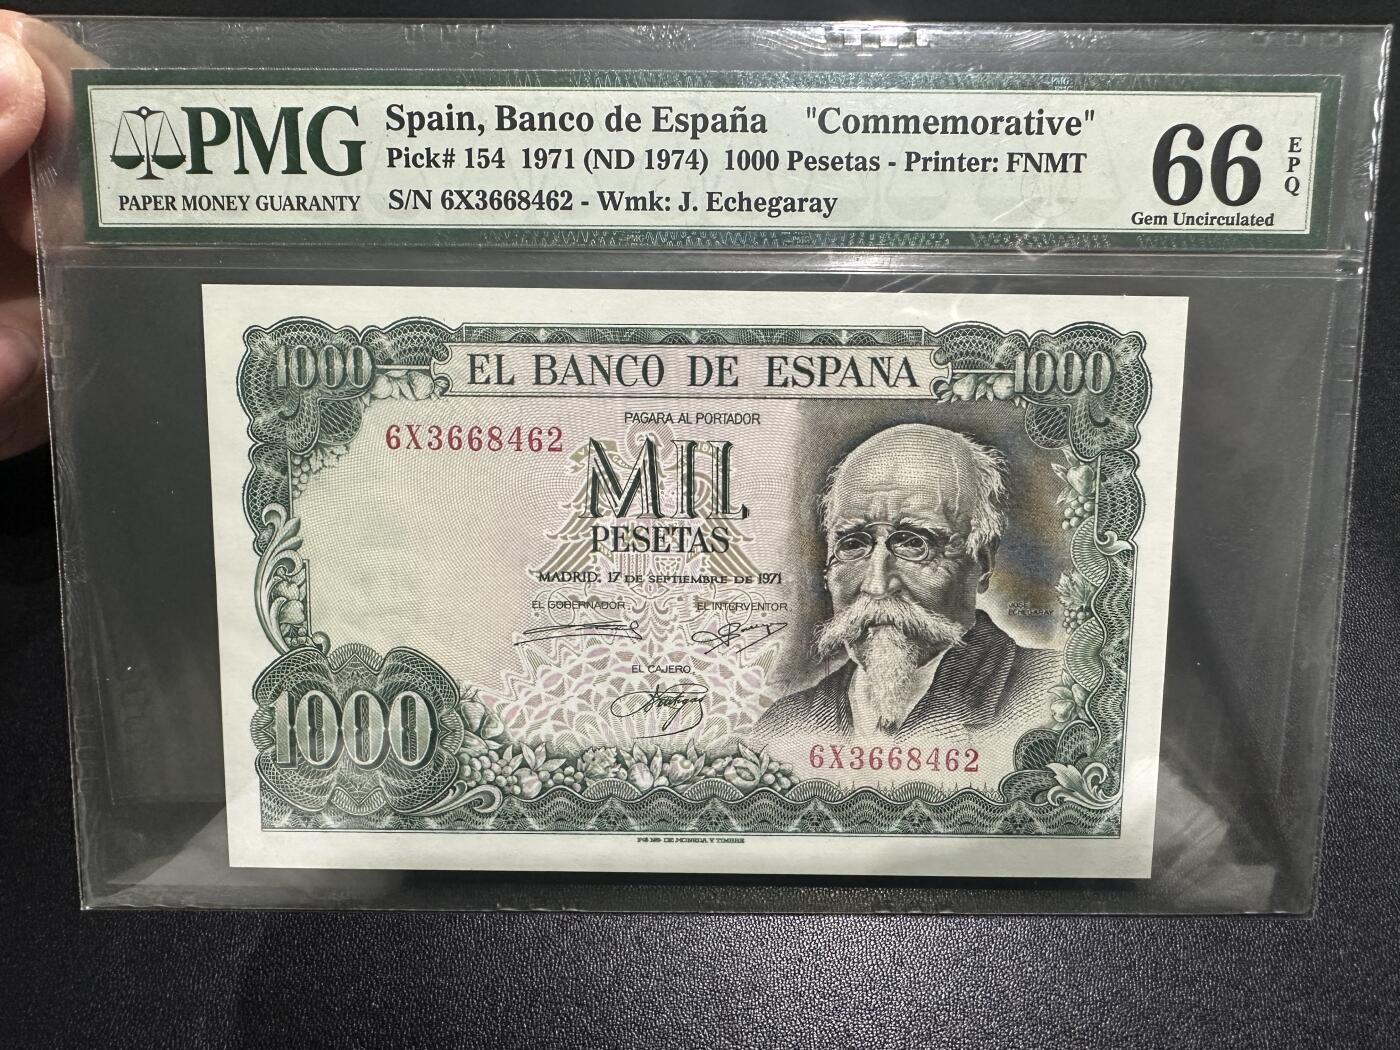 PMG
PAPER MONEY GUARANTY
Spain, Banco de España "Commemorative"
Pick# 154 1971 (ND 1974) 1000 Pesetas - Printer: FNMT
S/N 6X3668462 - Wmk: J. Echegaray
66
EPQ
Gem Uncirculated
1000
EL BANCO DE ESPAÑA
1000
PAGARA AL PORTADOR
6X3668462
MIL
PESETAS
MADRID, 17 DE SEPTIEMBRE DE 1971
EL GOBERNADOR
EL INTERVENTOR
JOSE
ECHEGARAY
EL CAJERO,
1000
6X3668462